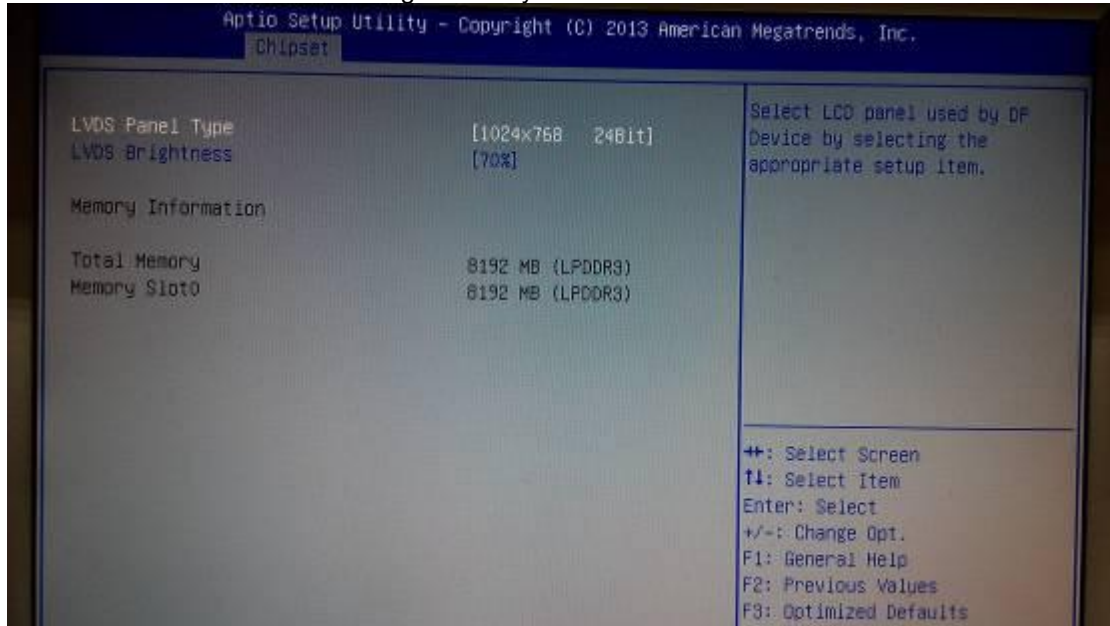 Aptio Setup Utility – Copyright (C) 2013 American Megatrends, Inc.
Chipset
LVDS Panel Type [1024x768 24Bit]
LVDS Brightness [70%]
Memory Information
Total Memory 8192 MB (LPDDR3)
Memory Slot0 8192 MB (LPDDR3)
Select LCD panel used by DP
Device by selecting the
appropriate setup item.
→←: Select Screen
↑↓: Select Item
Enter: Select
+/-: Change Opt.
F1: General Help
F2: Previous Values
F3: Optimized Defaults